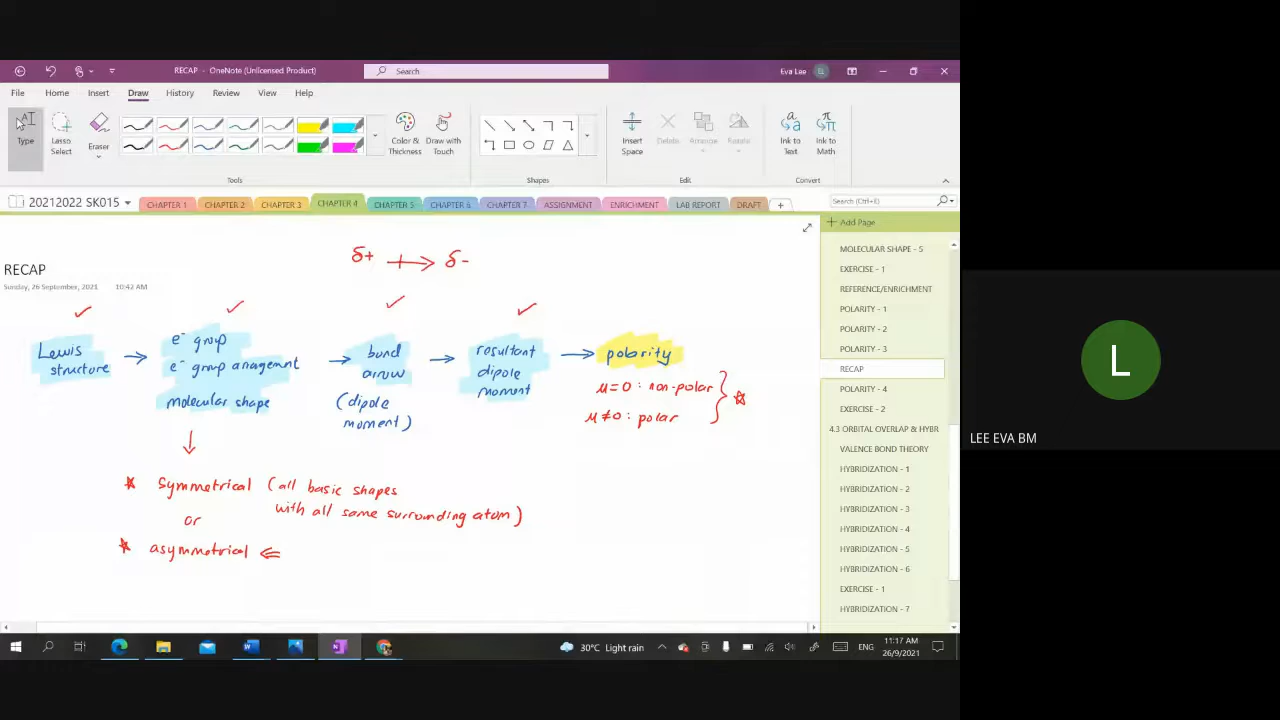 RECAP - OneNote (Unlicensed Product)
Search
Eva Lee
File Home Insert Draw History Review View Help
Type
Lasso Select
Eraser
Color & Thickness
Draw with Touch
Insert Space
Delete
Arrange
Rotate
Ink to Text
Ink to Math
Tools
Shapes
Edit
Convert
20212022 SK015
CHAPTER 1 CHAPTER 2 CHAPTER 3 CHAPTER 4 CHAPTER 5 CHAPTER 6 CHAPTER 7 ASSIGNMENT ENRICHMENT LAB REPORT DRAFT
Search (Ctrl+E)
Add Page
RECAP
Sunday, 26 September, 2021 10:42 AM
δ+ → δ-
✓ ✓ ✓ ✓
Lewis structure →
e⁻ group
e⁻ group arrangement
molecular shape
→ bond arrow
(dipole moment)
→ resultant dipole moment
→ polarity
μ=0 : non-polar
μ≠0 : polar
↓
* Symmetrical (all basic shapes
with all same surrounding atom)
or
* asymmetrical ⇐
MOLECULAR SHAPE - 5
EXERCISE - 1
REFERENCE/ENRICHMENT
POLARITY - 1
POLARITY - 2
POLARITY - 3
RECAP
POLARITY - 4
EXERCISE - 2
4.3 ORBITAL OVERLAP & HYBR
VALENCE BOND THEORY
HYBRIDIZATION - 1
HYBRIDIZATION - 2
HYBRIDIZATION - 3
HYBRIDIZATION - 4
HYBRIDIZATION - 5
HYBRIDIZATION - 6
EXERCISE - 1
HYBRIDIZATION - 7
L
LEE EVA BM
30°C Light rain
ENG
11:17 AM
26/9/2021